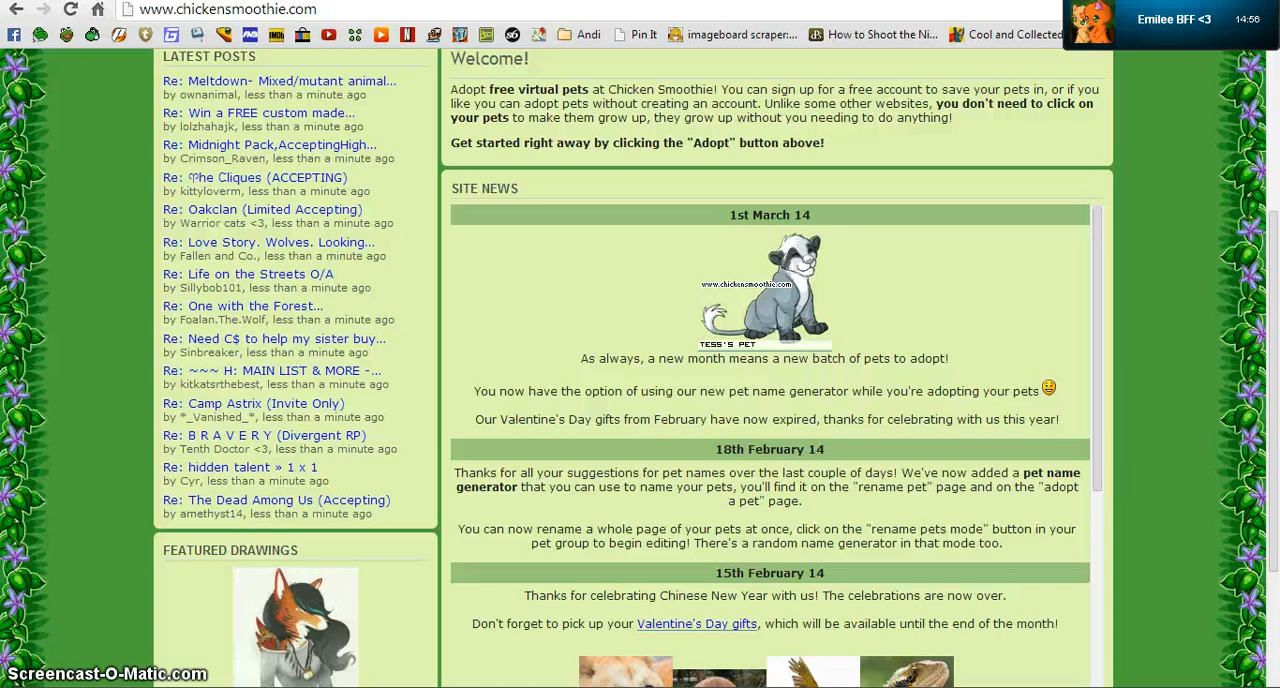 www.chickensmoothie.com
Emilee BFF <3 14:56
Andi Pin It imageboard scraper:... How to Shoot the Ni... Cool and Collected
LATEST POSTS
Re: Meltdown- Mixed/mutant animal...
by ownanimal, less than a minute ago
Re: Win a FREE custom made...
by lolzhahajk, less than a minute ago
Re: Midnight Pack,AcceptingHigh...
by Crimson_Raven, less than a minute ago
Re: ઌhe Cliques (ACCEPTING)
by kittyloverm, less than a minute ago
Re: Oakclan (Limited Accepting)
by Warrior cats <3, less than a minute ago
Re: Love Story. Wolves. Looking...
by Fallen and Co., less than a minute ago
Re: Life on the Streets O/A
by Sillybob101, less than a minute ago
Re: One with the Forest...
by Foalan.The.Wolf, less than a minute ago
Re: Need C$ to help my sister buy...
by Sinbreaker, less than a minute ago
Re: ~~~ H: MAIN LIST & MORE -...
by kitkatsrthebest, less than a minute ago
Re: Camp Astrix (Invite Only)
by *_Vanished_*, less than a minute ago
Re: B R A V E R Y (Divergent RP)
by Tenth Doctor <3, less than a minute ago
Re: hidden talent » 1 x 1
by Cyr, less than a minute ago
Re: The Dead Among Us (Accepting)
by amethyst14, less than a minute ago
FEATURED DRAWINGS
Welcome!
Adopt free virtual pets at Chicken Smoothie! You can sign up for a free account to save your pets in, or if you
like you can adopt pets without creating an account. Unlike some other websites, you don't need to click on
your pets to make them grow up, they grow up without you needing to do anything!
Get started right away by clicking the "Adopt" button above!
SITE NEWS
1st March 14
www.chickensmoothie.com
TESS'S PET
As always, a new month means a new batch of pets to adopt!
You now have the option of using our new pet name generator while you're adopting your pets
Our Valentine's Day gifts from February have now expired, thanks for celebrating with us this year!
18th February 14
Thanks for all your suggestions for pet names over the last couple of days! We've now added a pet name
generator that you can use to name your pets, you'll find it on the "rename pet" page and on the "adopt
a pet" page.
You can now rename a whole page of your pets at once, click on the "rename pets mode" button in your
pet group to begin editing! There's a random name generator in that mode too.
15th February 14
Thanks for celebrating Chinese New Year with us! The celebrations are now over.
Don't forget to pick up your Valentine's Day gifts, which will be available until the end of the month!
Screencast-O-Matic.com